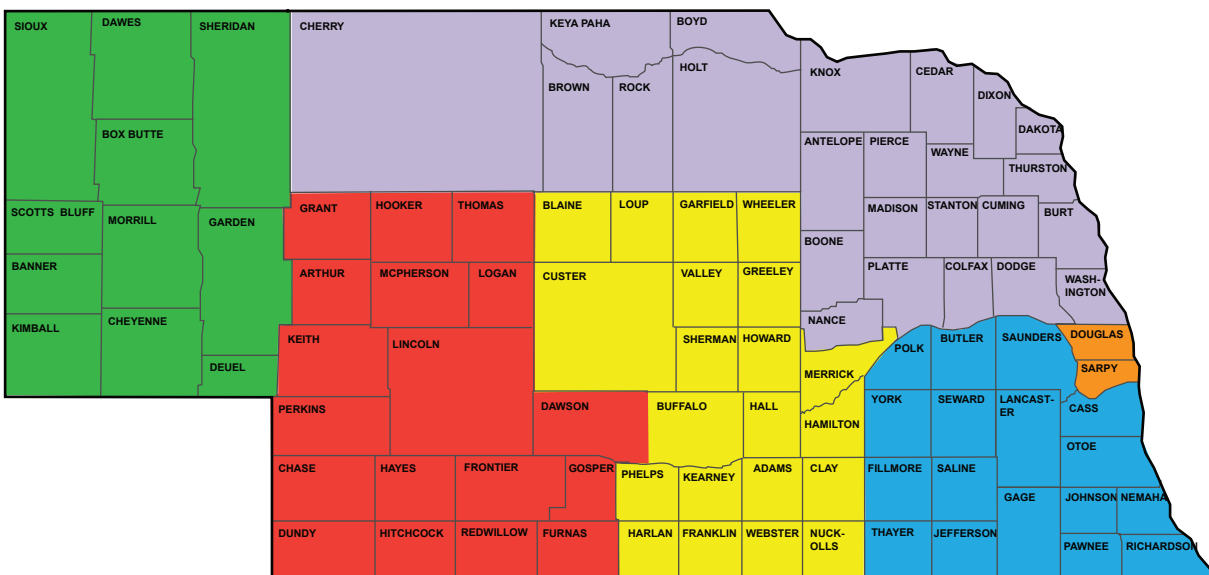 SIOUX
DAWES
SHERIDAN
CHERRY
KEYA PAHA
BOYD
HOLT
KNOX
CEDAR
DIXON
BROWN
ROCK
DAKOTA
BOX BUTTE
ANTELOPE
PIERCE
WAYNE
THURSTON
SCOTTS BLUFF
MORRILL
GARDEN
GRANT
HOOKER
THOMAS
BLAINE
LOUP
GARFIELD
WHEELER
BOONE
MADISON
STANTON
CUMING
BURT
BANNER
ARTHUR
MCPHERSON
LOGAN
CUSTER
VALLEY
GREELEY
PLATTE
COLFAX
DODGE
WASH-
INGTON
KIMBALL
CHEYENNE
DEUEL
KEITH
LINCOLN
SHERMAN
HOWARD
NANCE
MERRICK
POLK
BUTLER
SAUNDERS
DOUGLAS
SARPY
PERKINS
DAWSON
BUFFALO
HALL
HAMILTON
YORK
SEWARD
LANCAST-
ER
CASS
OTOE
CHASE
HAYES
FRONTIER
GOSPER
PHELPS
KEARNEY
ADAMS
CLAY
FILLMORE
SALINE
GAGE
JOHNSON
NEMAHA
DUNDY
HITCHCOCK
REDWILLOW
FURNAS
HARLAN
FRANKLIN
WEBSTER
NUCK-
OLLS
THAYER
JEFFERSON
PAWNEE
RICHARDSON